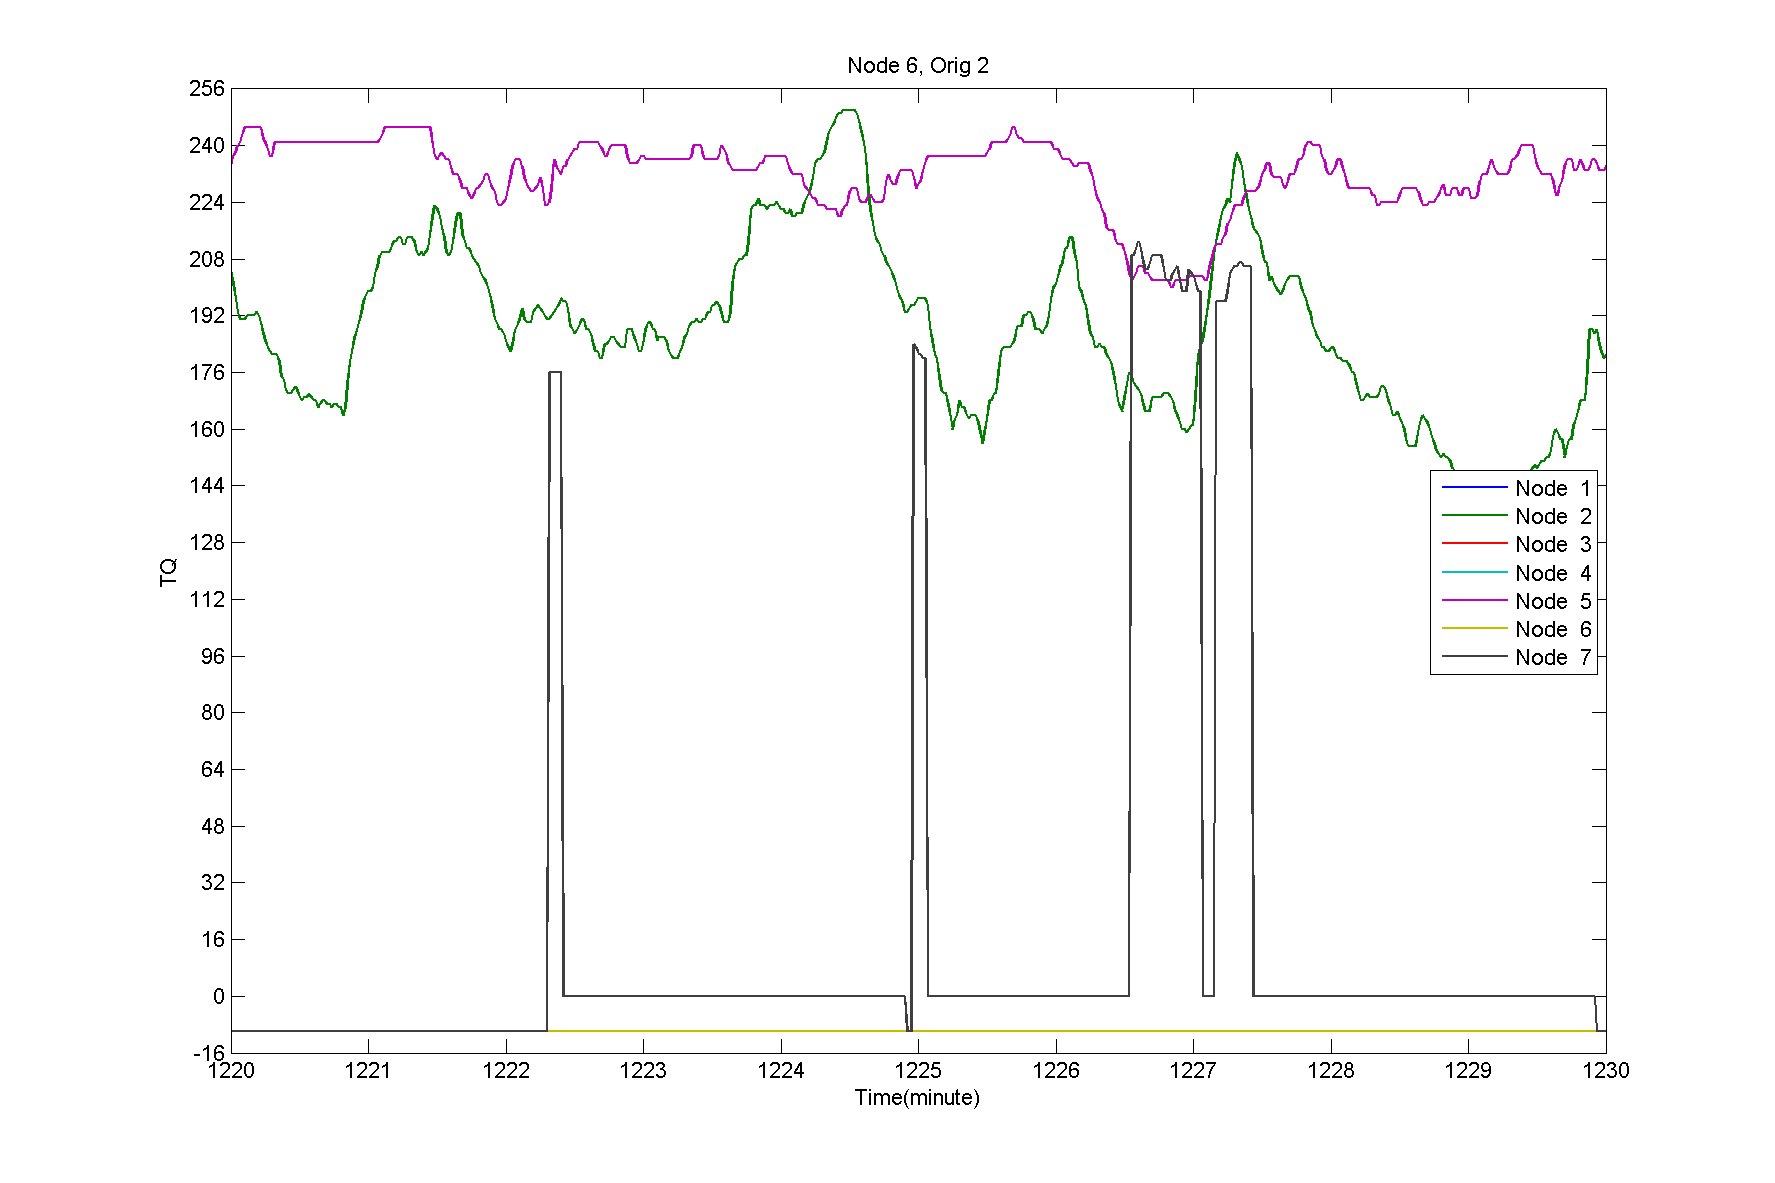 Node 6, Orig 2
256
240
224
208
192
176
160
144
128
112
96
80
64
48
32
16
0
-16
TQ
Node 1
Node 2
Node 3
Node 4
Node 5
Node 6
Node 7
1220 1221 1222 1223 1224 1225 1226 1227 1228 1229 1230
Time(minute)